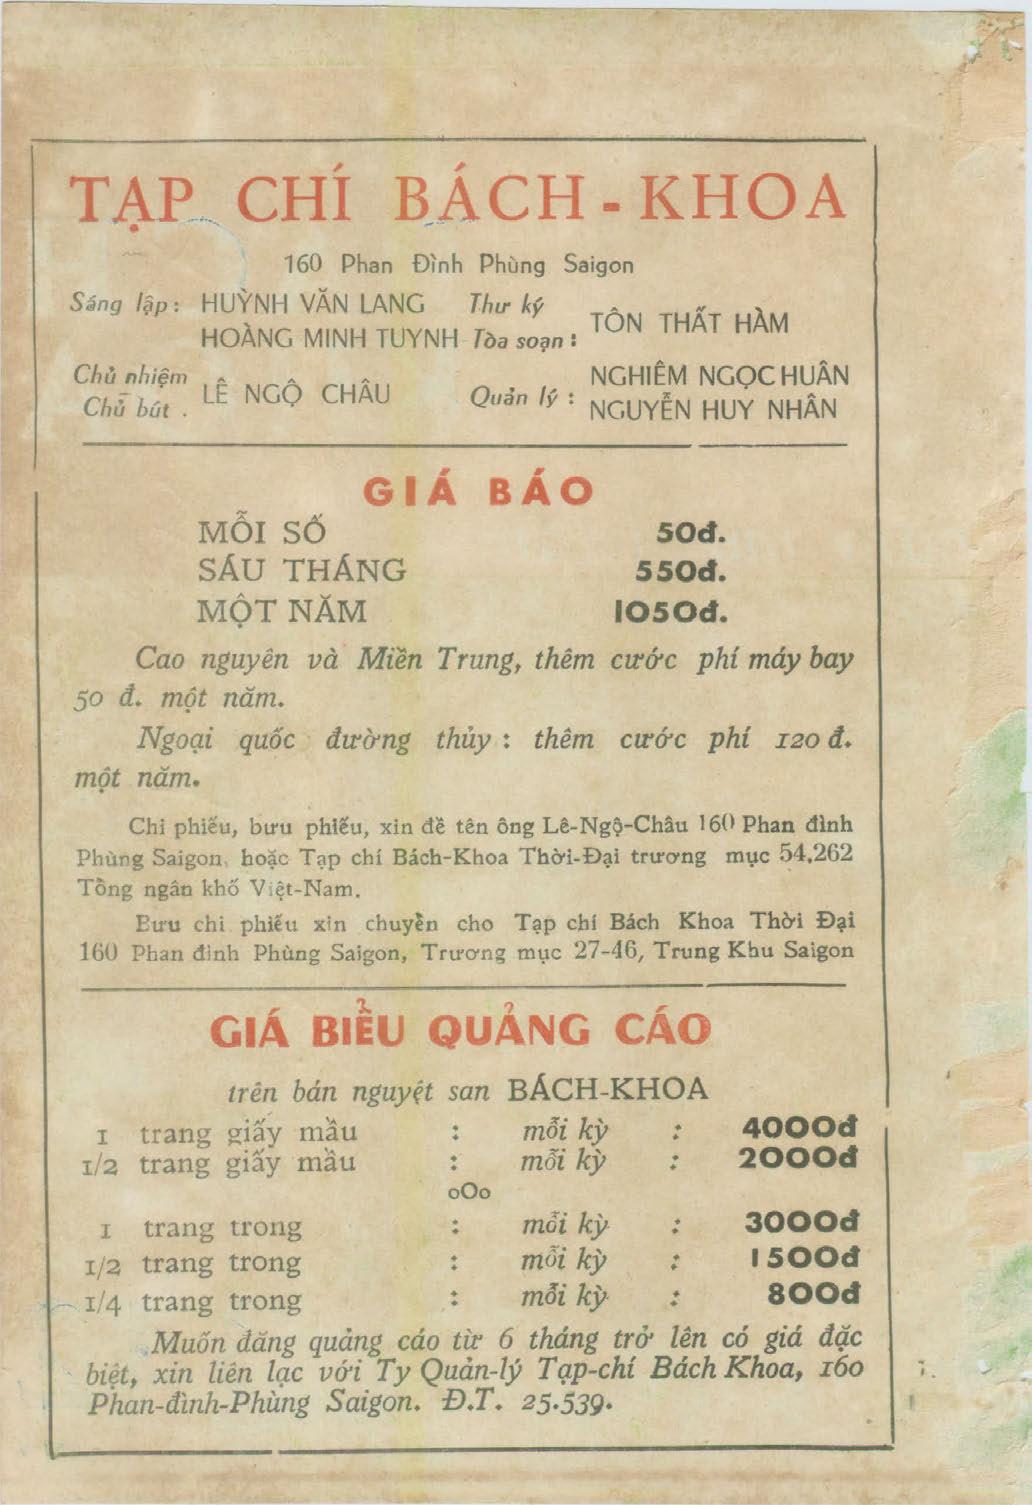 TẠP CHÍ BÁCH - KHOA
160 Phan Đình Phùng Saigon
Sáng lập : HUỲNH VĂN LANG Thư ký
HOÀNG MINH TUYNH Tòa soạn : TÔN THẤT HÀM
Chủ nhiệm
Chủ bút . LÊ NGỘ CHÂU
Quản lý : NGHIÊM NGỌC HUÂN
NGUYỄN HUY NHÂN
GIÁ BÁO
MỖI SỐ 50đ.
SÁU THÁNG 550đ.
MỘT NĂM 1050đ.
Cao nguyên và Miền Trung, thêm cước phí máy bay
50 đ. một năm.
Ngoại quốc đường thủy : thêm cước phí 120 đ.
một năm.
Chi phiếu, bưu phiếu, xin đề tên ông Lê-Ngộ-Châu 160 Phan đình
Phùng Saigon, hoặc Tạp chí Bách-Khoa Thời-Đại trương mục 54.262
Tổng ngân khố Việt-Nam.
Bưu chi phiếu xin chuyển cho Tạp chí Bách Khoa Thời Đại
160 Phan đình Phùng Saigon, Trương mục 27-46, Trung Khu Saigon
GIÁ BIỂU QUẢNG CÁO
trên bán nguyệt san BÁCH-KHOA
1 trang giấy mầu : mỗi kỳ : 4000đ
1/2 trang giấy mầu : mỗi kỳ : 2000đ
oOo
1 trang trong : mỗi kỳ : 3000đ
1/2 trang trong : mỗi kỳ : 1500đ
1/4 trang trong : mỗi kỳ : 800đ
Muốn đăng quảng cáo từ 6 tháng trở lên có giá đặc
biệt, xin liên lạc với Ty Quản-lý Tạp-chí Bách Khoa, 160
Phan-đình-Phùng Saigon. Đ.T. 25.539.